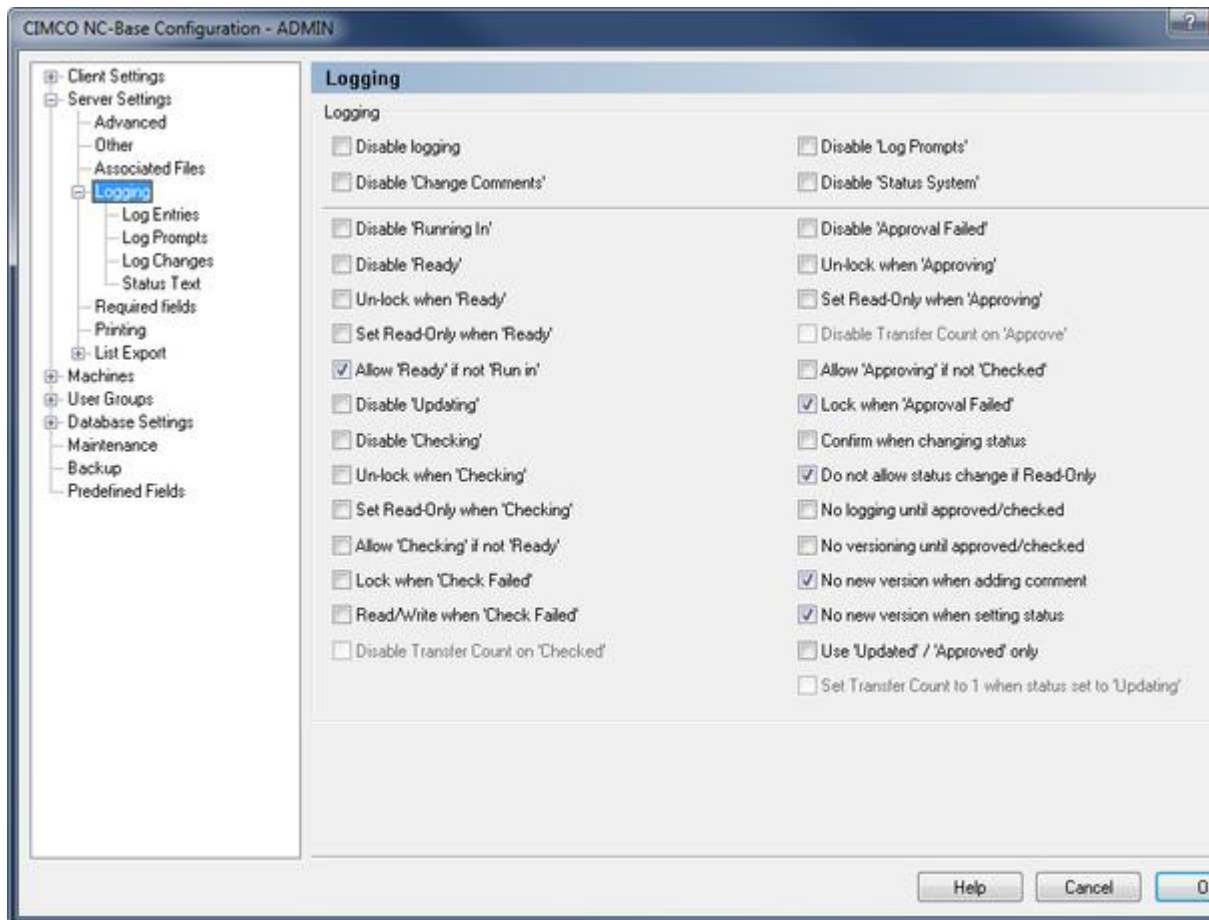 CIMCO NC-Base Configuration - ADMIN
?
Client Settings
Server Settings
Advanced
Other
Associated Files
Logging
Log Entries
Log Prompts
Log Changes
Status Text
Required fields
Printing
List Export
Machines
User Groups
Database Settings
Maintenance
Backup
Predefined Fields
Logging
Logging
Disable logging
Disable 'Change Comments'
Disable 'Log Prompts'
Disable 'Status System'
Disable 'Running In'
Disable 'Ready'
Un-lock when 'Ready'
Set Read-Only when 'Ready'
Allow 'Ready' if not 'Run in'
Disable 'Updating'
Disable 'Checking'
Un-lock when 'Checking'
Set Read-Only when 'Checking'
Allow 'Checking' if not 'Ready'
Lock when 'Check Failed'
Read/Write when 'Check Failed'
Disable Transfer Count on 'Checked'
Disable 'Approval Failed'
Un-lock when 'Approving'
Set Read-Only when 'Approving'
Disable Transfer Count on 'Approve'
Allow 'Approving' if not 'Checked'
Lock when 'Approval Failed'
Confirm when changing status
Do not allow status change if Read-Only
No logging until approved/checked
No versioning until approved/checked
No new version when adding comment
No new version when setting status
Use 'Updated' / 'Approved' only
Set Transfer Count to 1 when status set to 'Updating'
Help
Cancel